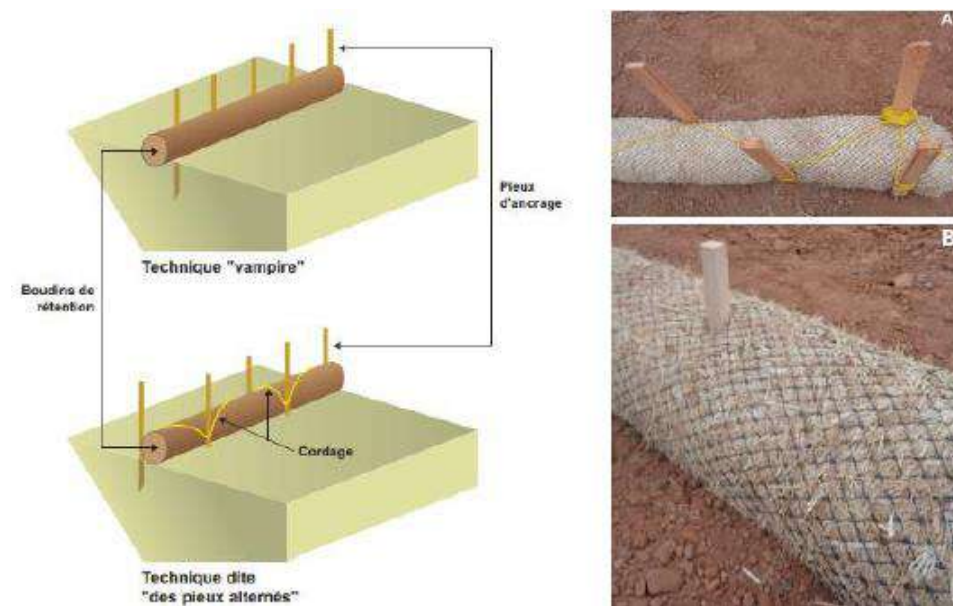 A
Pieux
d'ancrage
Technique "vampire"
Boudins de
rétention
B
Cordage
Technique dite
"des pieux alternés"